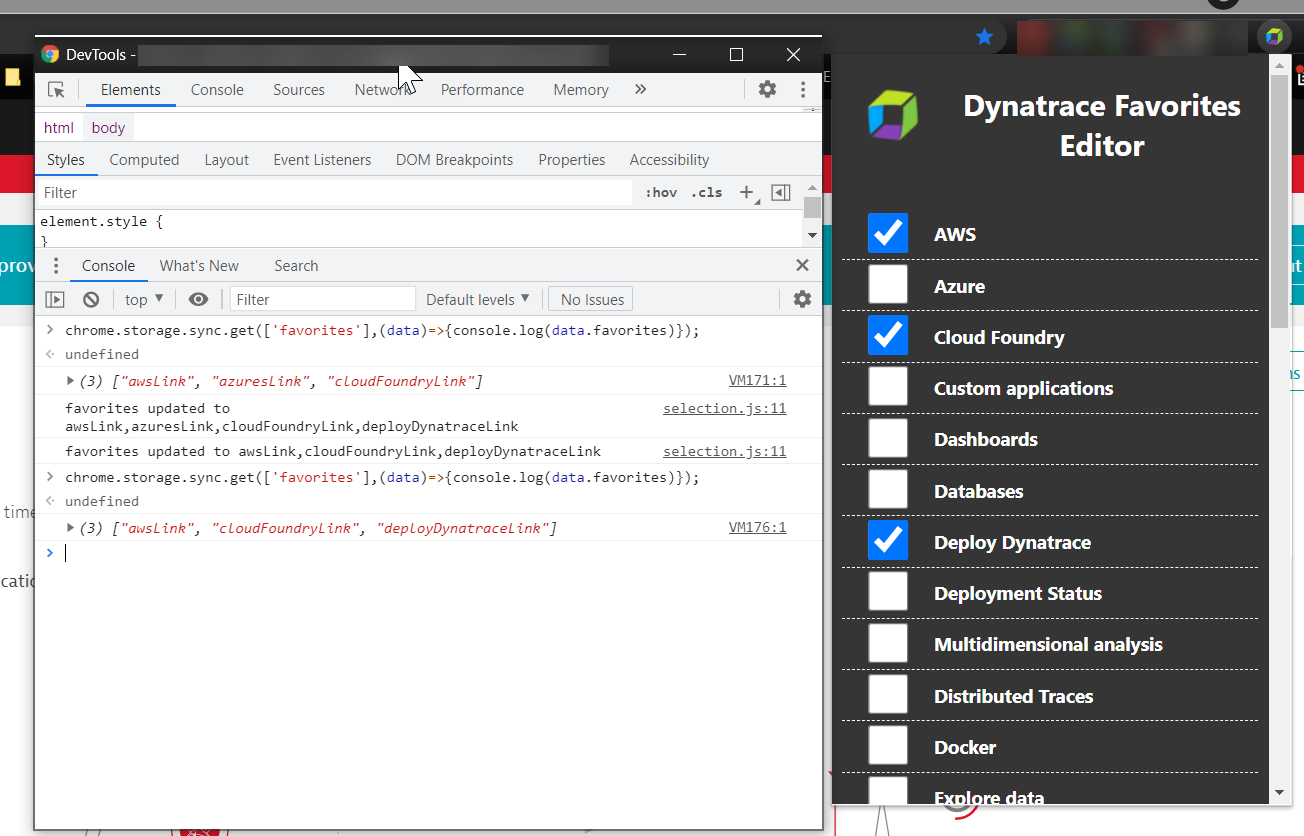 DevTools -
Elements Console Sources Network Performance Memory »
html body
Styles Computed Layout Event Listeners DOM Breakpoints Properties Accessibility
Filter :hov .cls +
element.style {
}
Console What's New Search
top ▼ Filter Default levels ▼ No Issues
> chrome.storage.sync.get(['favorites'],(data)=>{console.log(data.favorites)});
undefined
(3) ["awsLink", "azuresLink", "cloudFoundryLink"] VM171:1
favorites updated to selection.js:11
awsLink,azuresLink,cloudFoundryLink,deployDynatraceLink
favorites updated to awsLink,cloudFoundryLink,deployDynatraceLink selection.js:11
> chrome.storage.sync.get(['favorites'],(data)=>{console.log(data.favorites)});
undefined
(3) ["awsLink", "cloudFoundryLink", "deployDynatraceLink"] VM176:1
>
prov
time
catic
Dynatrace Favorites
Editor
AWS
Azure
Cloud Foundry
Custom applications
Dashboards
Databases
Deploy Dynatrace
Deployment Status
Multidimensional analysis
Distributed Traces
Docker
Explore data